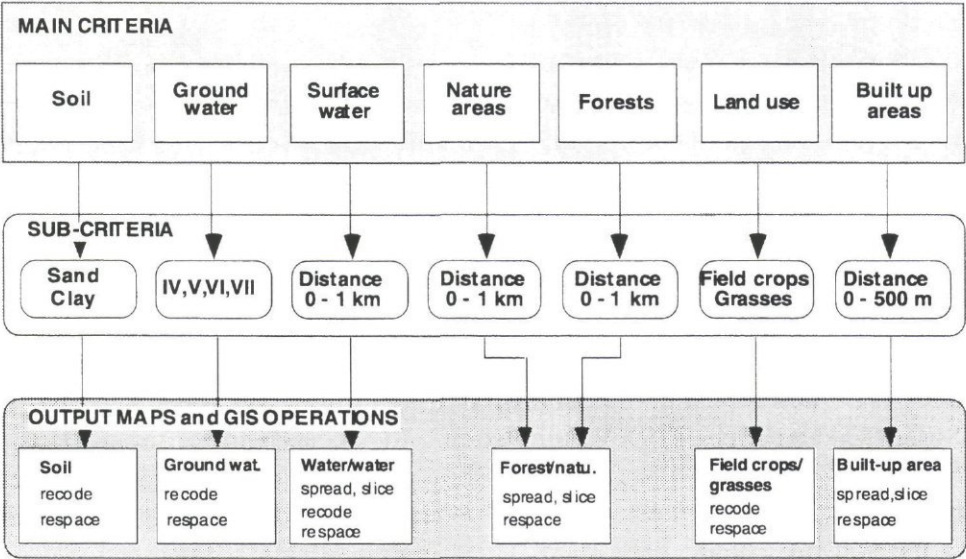 MAIN CRITERIA
Soil
Ground
water
Surface
water
Nature
areas
Forests
Land use
Built up
areas
SUB-CRITERIA
Sand
Clay
IV,V,VI,VII
Distance
0 - 1 km
Distance
0 - 1 km
Distance
0 - 1 km
Field crops
Grasses
Distance
0 - 500 m
OUTPUT MAPS and GIS OPERATIONS
Soil
recode
respace
Ground wat.
recode
respace
Water/water
spread, slice
recode
respace
Forest/natu.
spread, slice
respace
Field crops/
grasses
recode
respace
Built-up area
spread,slice
respace